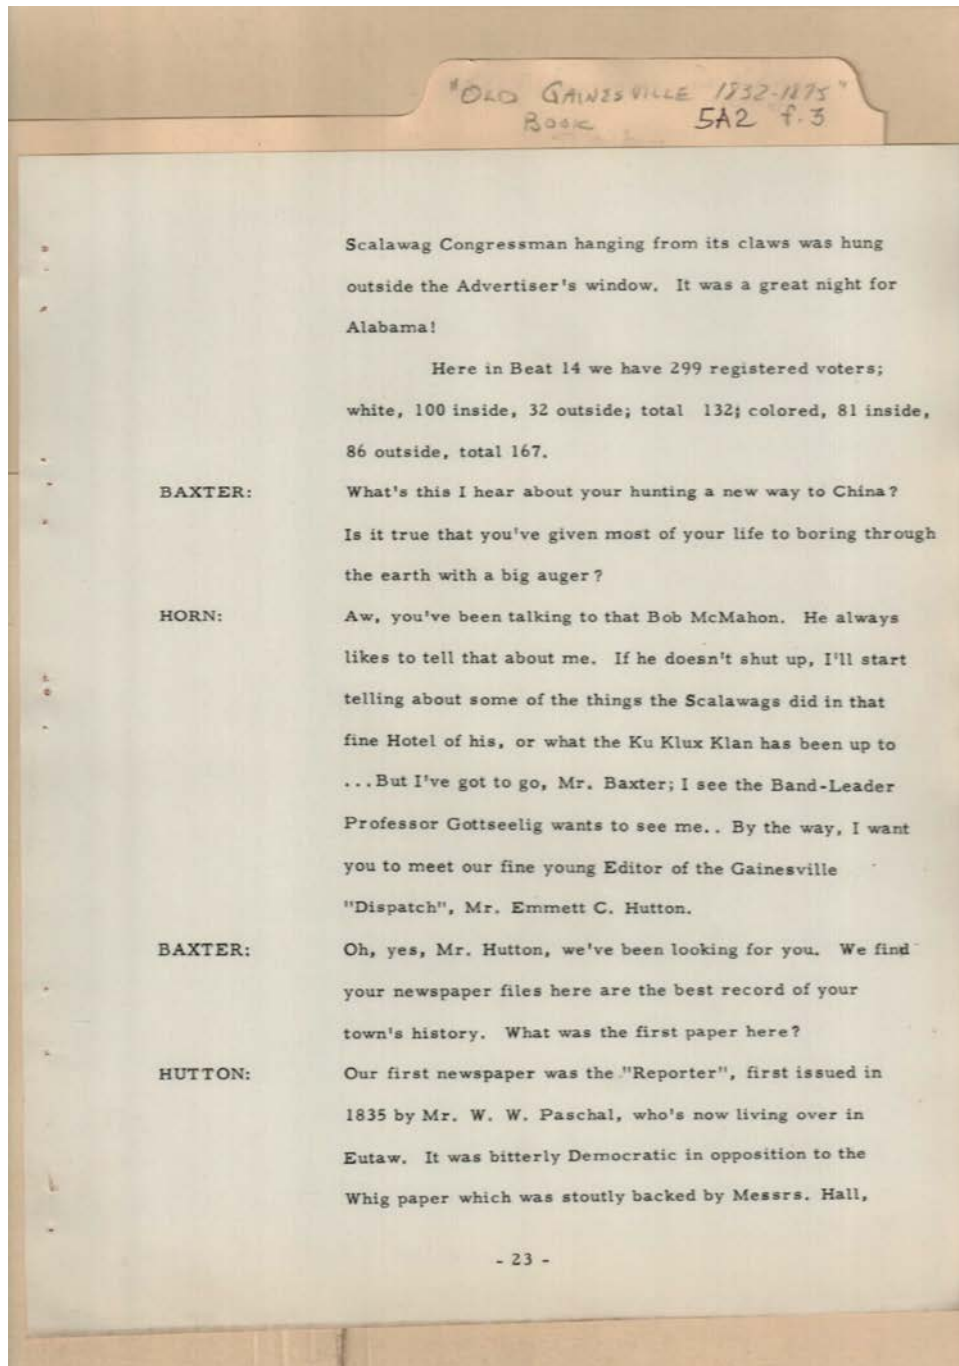 "OLD GAINESVILLE 1832-1875"
BOOK 5A2 f.3
Scalawag Congressman hanging from its claws was hung
outside the Advertiser's window. It was a great night for
Alabama!
Here in Beat 14 we have 299 registered voters;
white, 100 inside, 32 outside; total 132; colored, 81 inside,
86 outside, total 167.
BAXTER: What's this I hear about your hunting a new way to China?
Is it true that you've given most of your life to boring through
the earth with a big auger?
HORN: Aw, you've been talking to that Bob McMahon. He always
likes to tell that about me. If he doesn't shut up, I'll start
telling about some of the things the Scalawags did in that
fine Hotel of his, or what the Ku Klux Klan has been up to
...But I've got to go, Mr. Baxter; I see the Band-Leader
Professor Gottseelig wants to see me.. By the way, I want
you to meet our fine young Editor of the Gainesville
"Dispatch", Mr. Emmett C. Hutton.
BAXTER: Oh, yes, Mr. Hutton, we've been looking for you. We find
your newspaper files here are the best record of your
town's history. What was the first paper here?
HUTTON: Our first newspaper was the "Reporter", first issued in
1835 by Mr. W. W. Paschal, who's now living over in
Eutaw. It was bitterly Democratic in opposition to the
Whig paper which was stoutly backed by Messrs. Hall,
- 23 -